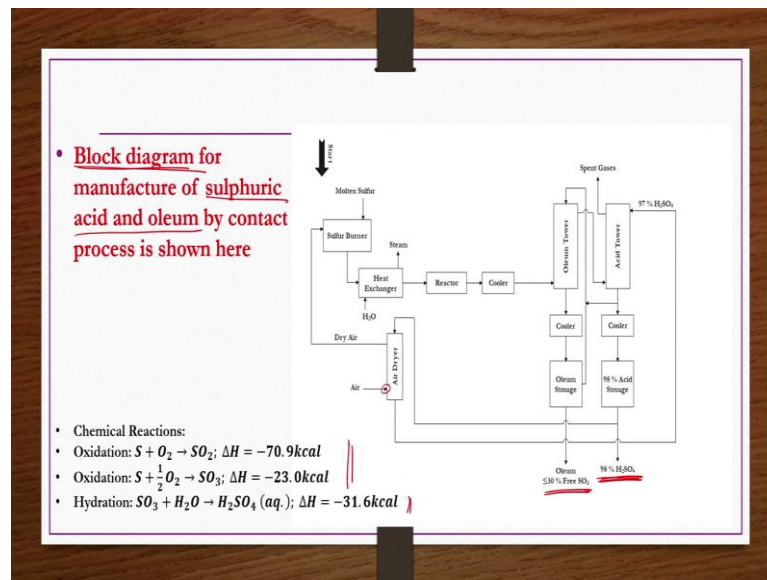 • Block diagram for
manufacture of sulphuric
acid and oleum by contact
process is shown here
Start
Molten Sulfur
Sulfur Burner
Steam
Heat
Exchanger
H₂O
Reactor
Cooler
Oleum Tower
Spent Gases
Acid Tower
97 % H₂SO₄
Cooler
Cooler
Dry Air
Air
Air Dryer
Oleum
Storage
98 % Acid
Storage
Oleum
≤30 % Free SO₃
98 % H₂SO₄
• Chemical Reactions:
• Oxidation: S + O₂ → SO₂; ΔH = −70.9kcal
• Oxidation: S + 1/2 O₂ → SO₃; ΔH = −23.0kcal
• Hydration: SO₃ + H₂O → H₂SO₄ (aq.); ΔH = −31.6kcal